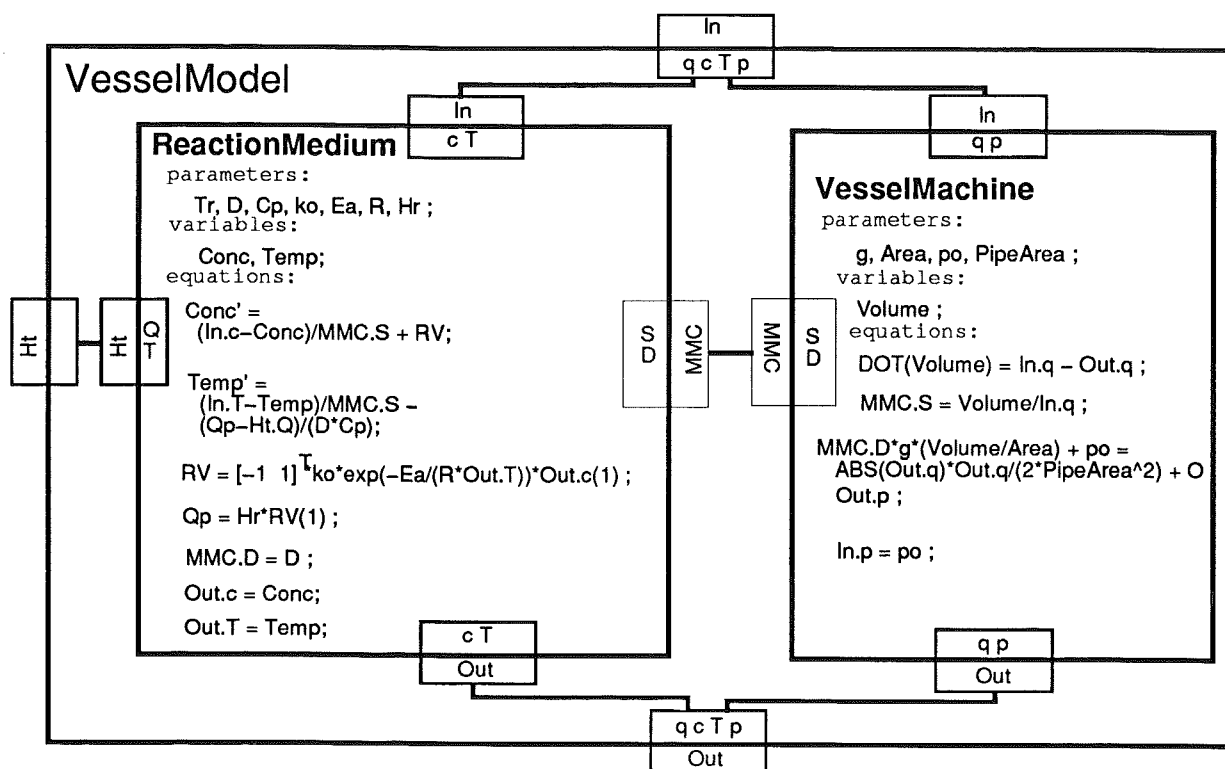 In
q c T p
VesselModel
In
c T
In
q p
ReactionMedium
parameters:
Tr, D, Cp, ko, Ea, R, Hr ;
variables:
Conc, Temp;
equations:
Conc' =
(In.c–Conc)/MMC.S + RV;
Temp' =
(In.T–Temp)/MMC.S –
(Qp–Ht.Q)/(D*Cp);
RV = [–1 1]ᵀ*ko*exp(–Ea/(R*Out.T))*Out.c(1) ;
Qp = Hr*RV(1) ;
MMC.D = D ;
Out.c = Conc;
Out.T = Temp;
Ht
Ht
Q
T
S
D
MMC
MMC
S
D
VesselMachine
parameters:
g, Area, po, PipeArea ;
variables:
Volume ;
equations:
DOT(Volume) = In.q – Out.q ;
MMC.S = Volume/In.q ;
MMC.D*g*(Volume/Area) + po =
ABS(Out.q)*Out.q/(2*PipeArea^2) + O
Out.p ;
In.p = po ;
c T
Out
q p
Out
q c T p
Out